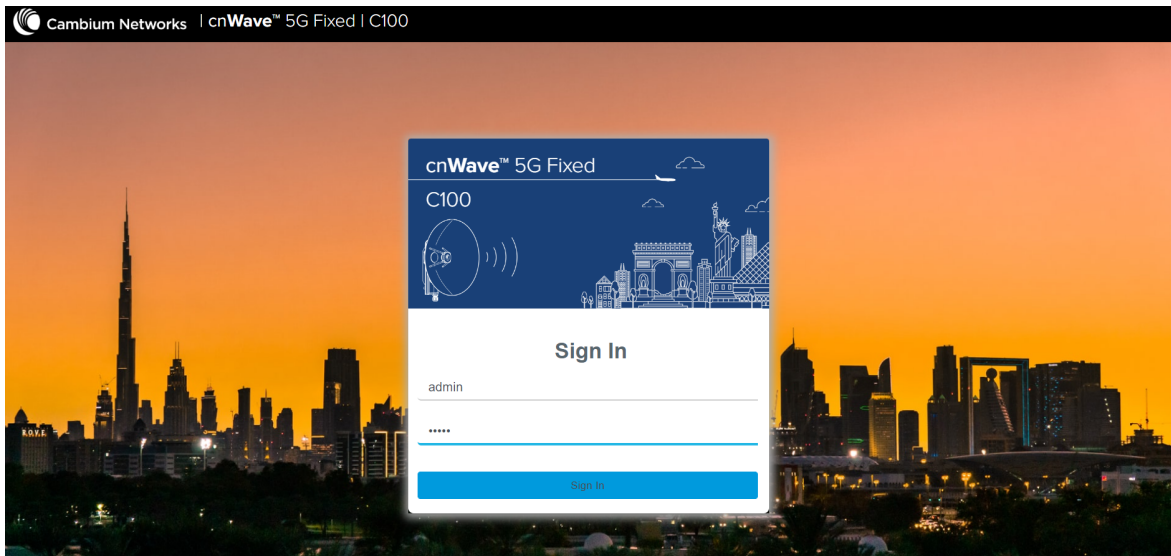 Cambium Networks | cnWave™ 5G Fixed | C100
cnWave™ 5G Fixed
C100
Sign In
admin
•••••
Sign In
R.O.V.E.